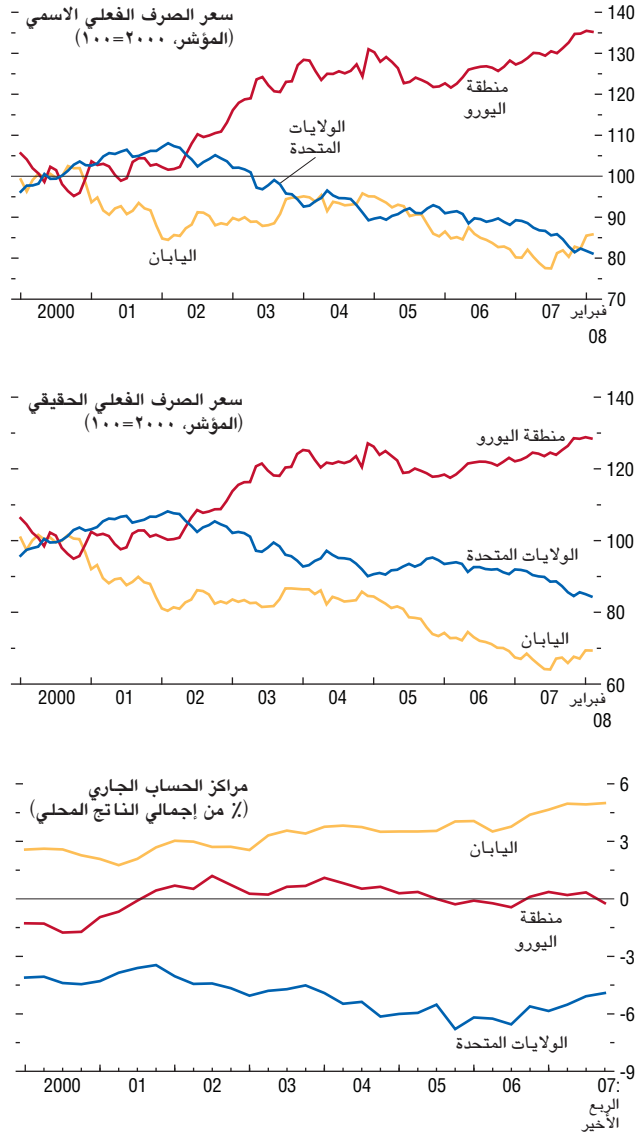 سعر الصرف الفعلي الاسمي
(المؤشر، ٢٠٠٠=١٠٠)
140
130
120
110
100
90
80
70
منطقة
اليورو
الولايات
المتحدة
اليابان
2000 01 02 03 04 05 06 07 فبراير
08
سعر الصرف الفعلي الحقيقي
(المؤشر، ٢٠٠٠=١٠٠)
140
120
100
80
60
منطقة اليورو
الولايات المتحدة
اليابان
2000 01 02 03 04 05 06 07 فبراير
08
مراكز الحساب الجاري
(٪ من إجمالي الناتج المحلي)
6
3
0
-3
-6
-9
اليابان
منطقة
اليورو
الولايات المتحدة
2000 01 02 03 04 05 06 07:
الربع
الأخير